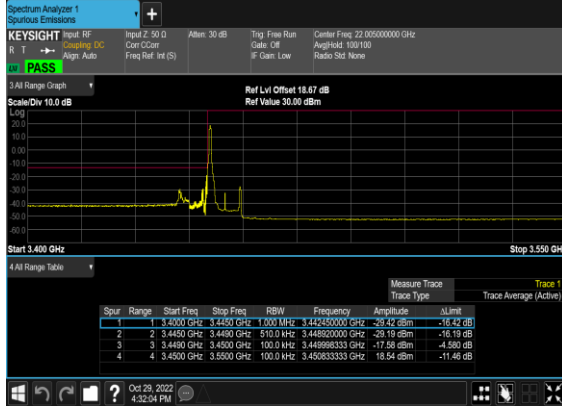 Spectrum Analyzer 1
Spurious Emissions
+
KEYSIGHT
R T
PASS
Input: RF
Coupling: DC
Align: Auto
Input Z: 50 Ω
Corr CCorr
Freq Ref: Int (S)
Atten: 30 dB
Trig: Free Run
Gate: Off
IF Gain: Low
Center Freq: 22.005000000 GHz
Avg|Hold: 100/100
Radio Std: None
3 All Range Graph
Scale/Div 10.0 dB
Ref Lvl Offset 18.67 dB
Ref Value 30.00 dBm
Log
20.0
10.0
0.00
-10.0
-20.0
-30.0
-40.0
-50.0
-60.0
Start 3.400 GHz
Stop 3.550 GH
4 All Range Table
Measure Trace Trace 1
Trace Type Trace Average (Active)
Spur Range Start Freq Stop Freq RBW Frequency Amplitude ΔLimit
1 1 3.4000 GHz 3.4450 GHz 1.000 MHz 3.442450000 GHz -29.42 dBm -16.42 dB
2 2 3.4450 GHz 3.4490 GHz 510.0 kHz 3.448920000 GHz -29.19 dBm -16.19 dB
3 3 3.4490 GHz 3.4500 GHz 100.0 kHz 3.449998333 GHz -17.58 dBm -4.580 dB
4 4 3.4500 GHz 3.5500 GHz 100.0 kHz 3.450833333 GHz 18.54 dBm -11.46 dB
?
Oct 29, 2022
4:32:04 PM